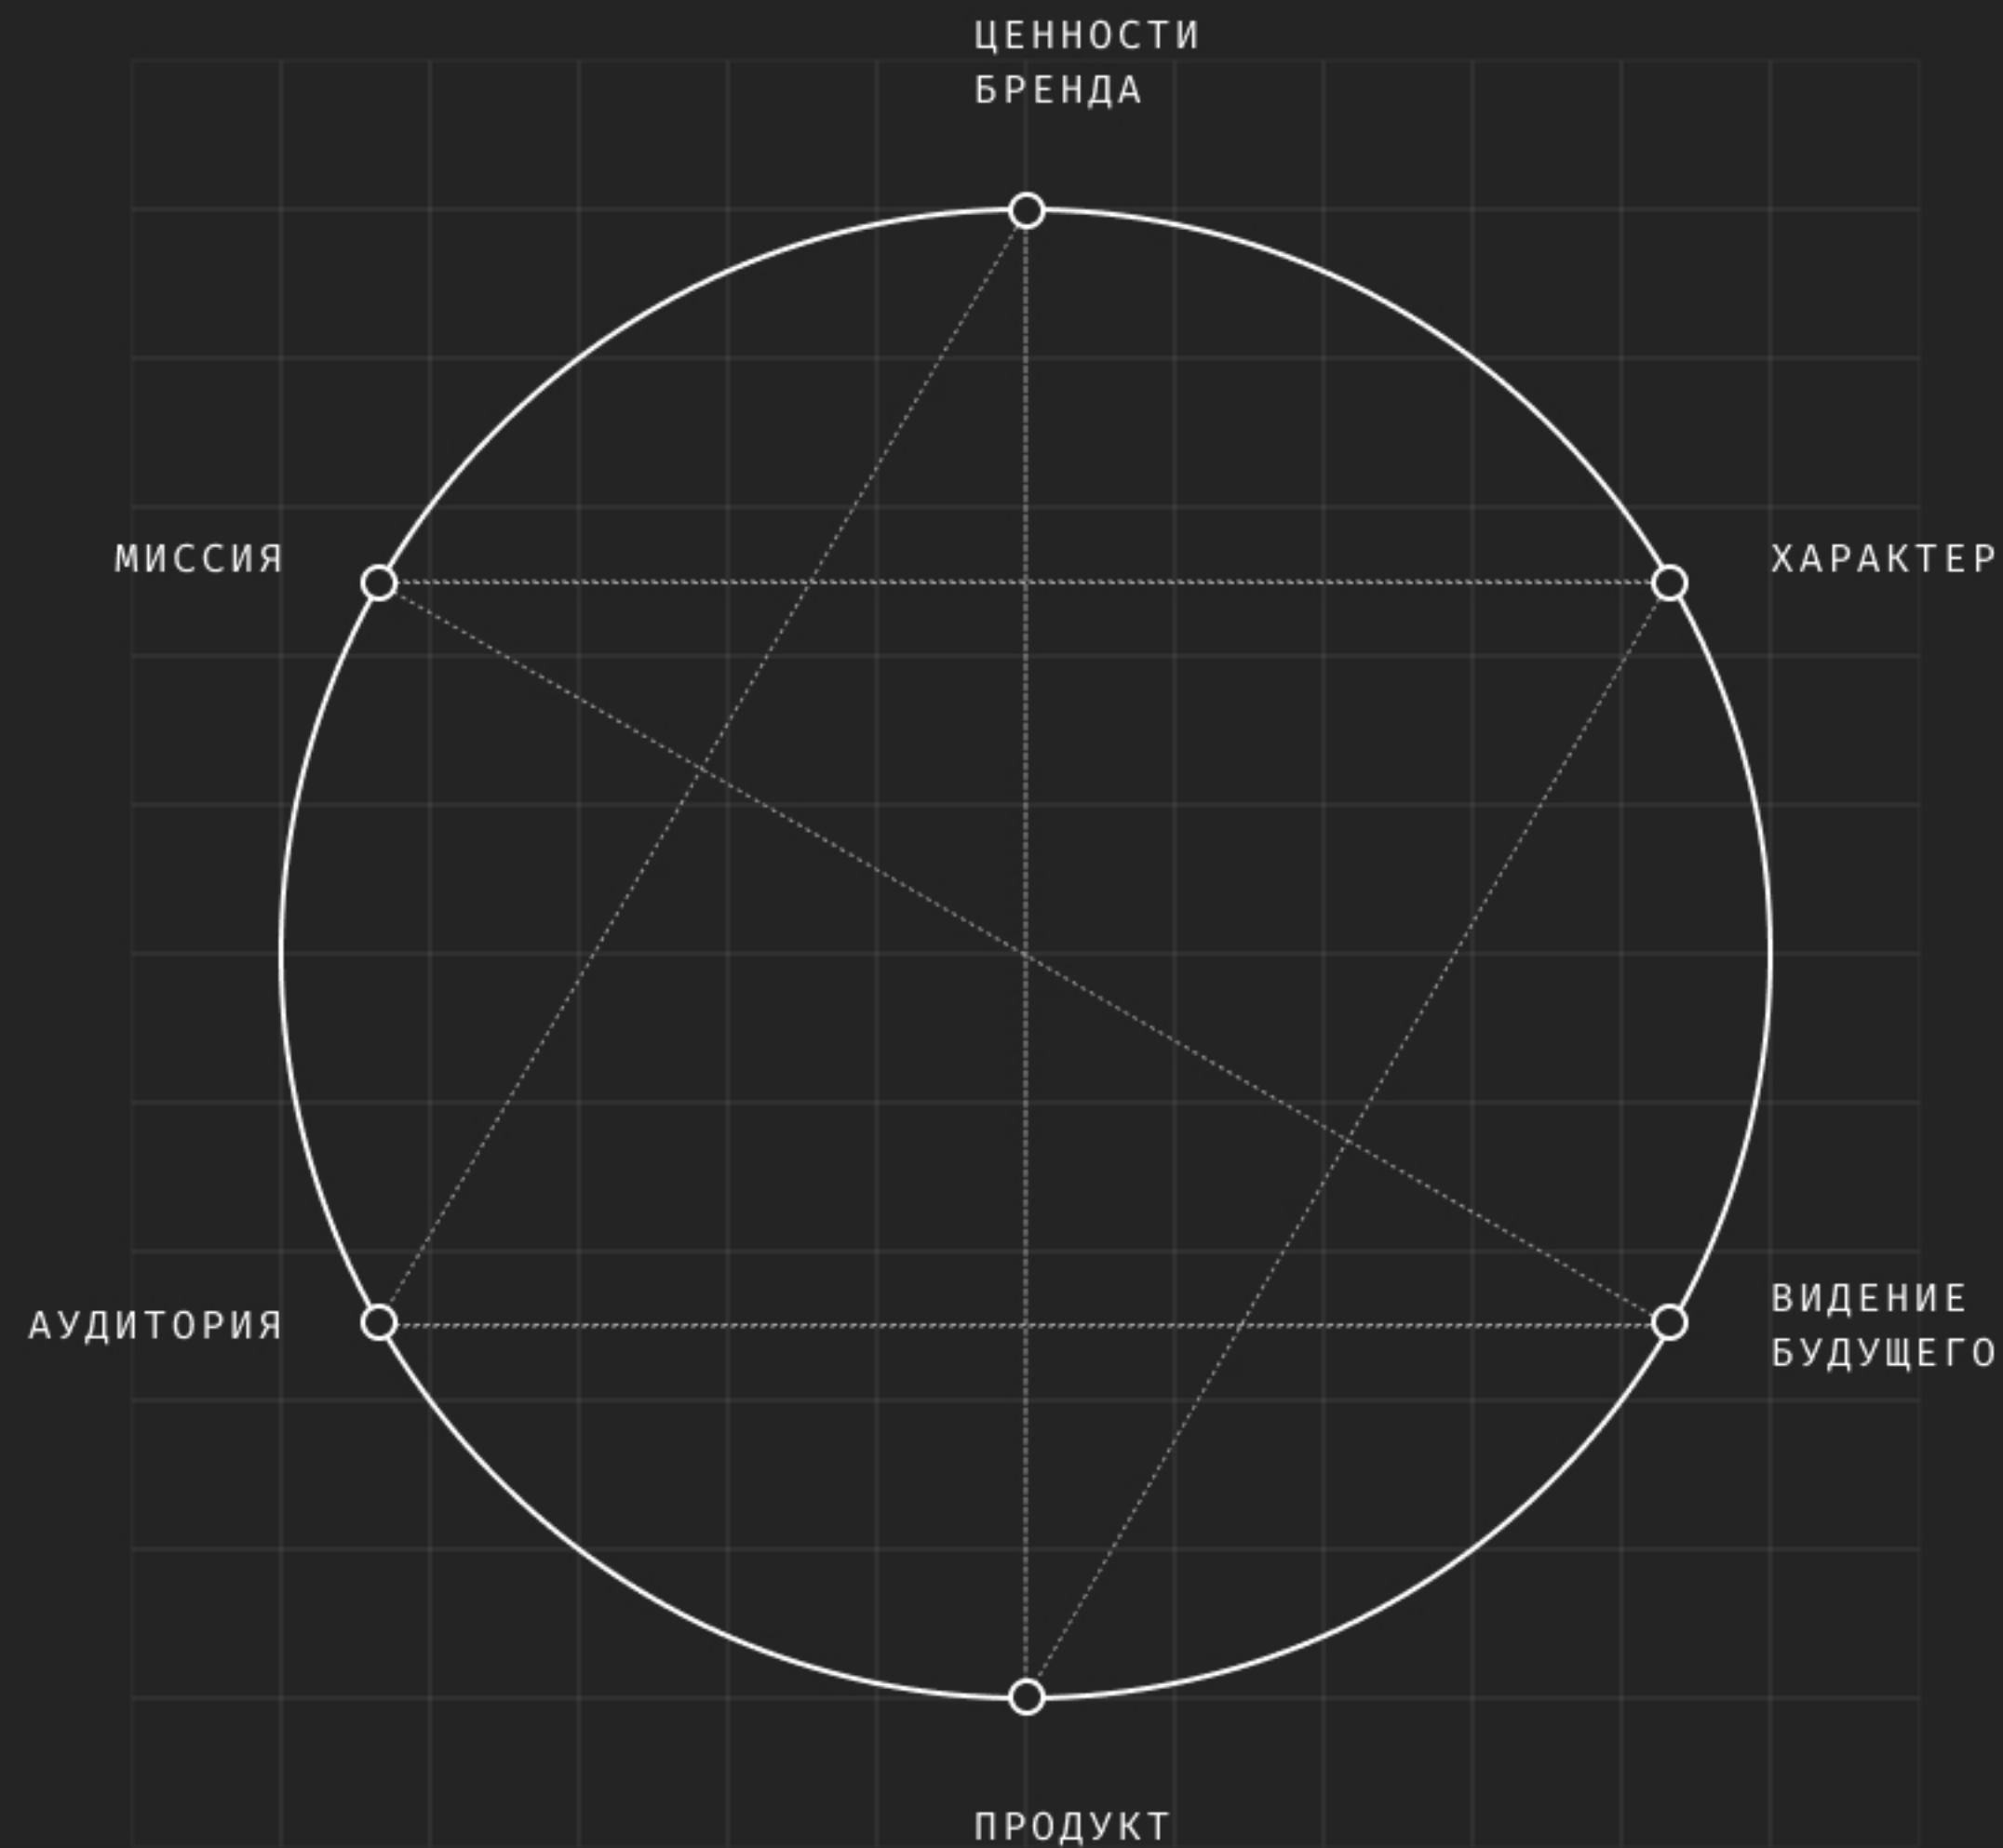 ЦЕННОСТИ
БРЕНДА
МИССИЯ
ХАРАКТЕР
АУДИТОРИЯ
ВИДЕНИЕ
БУДУЩЕГО
ПРОДУКТ